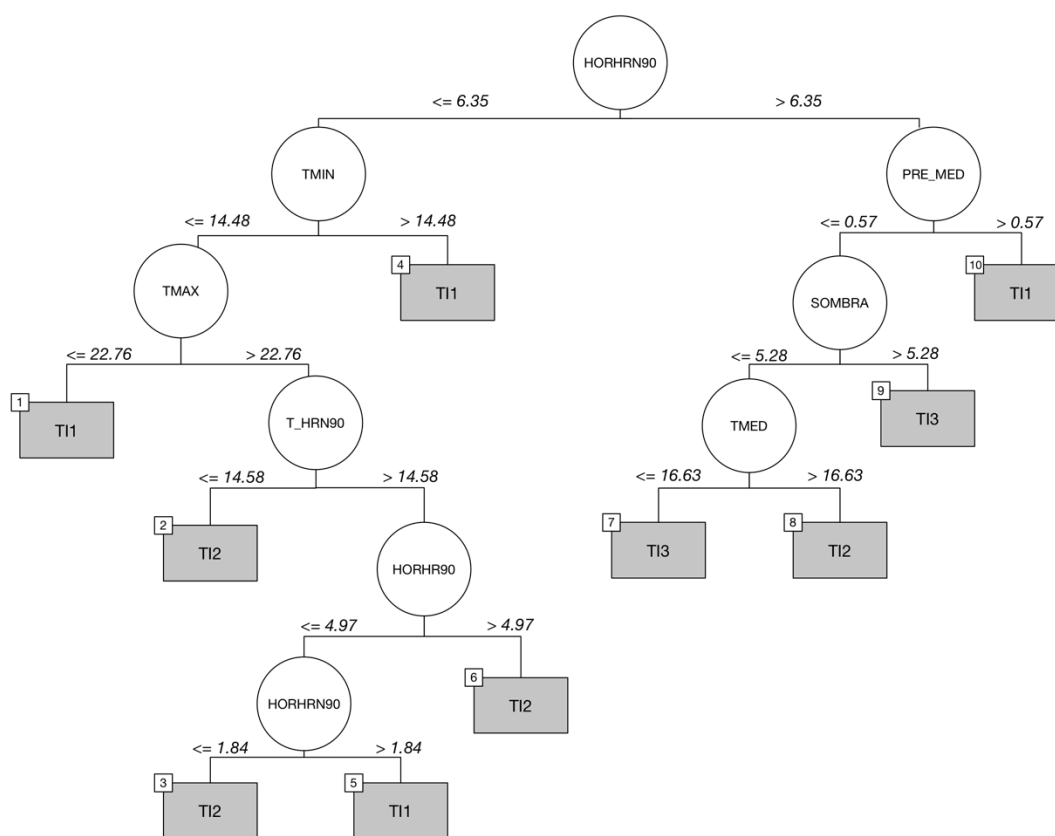 HORHRN90
<= 6.35
> 6.35
TMIN
PRE_MED
<= 14.48
> 14.48
<= 0.57
> 0.57
TMAX
4
TI1
SOMBRA
10
TI1
<= 22.76
> 22.76
<= 5.28
> 5.28
1
TI1
T_HRN90
TMED
9
TI3
<= 14.58
> 14.58
<= 16.63
> 16.63
2
TI2
HORHR90
7
TI3
8
TI2
<= 4.97
> 4.97
HORHRN90
6
TI2
<= 1.84
> 1.84
3
TI2
5
TI1